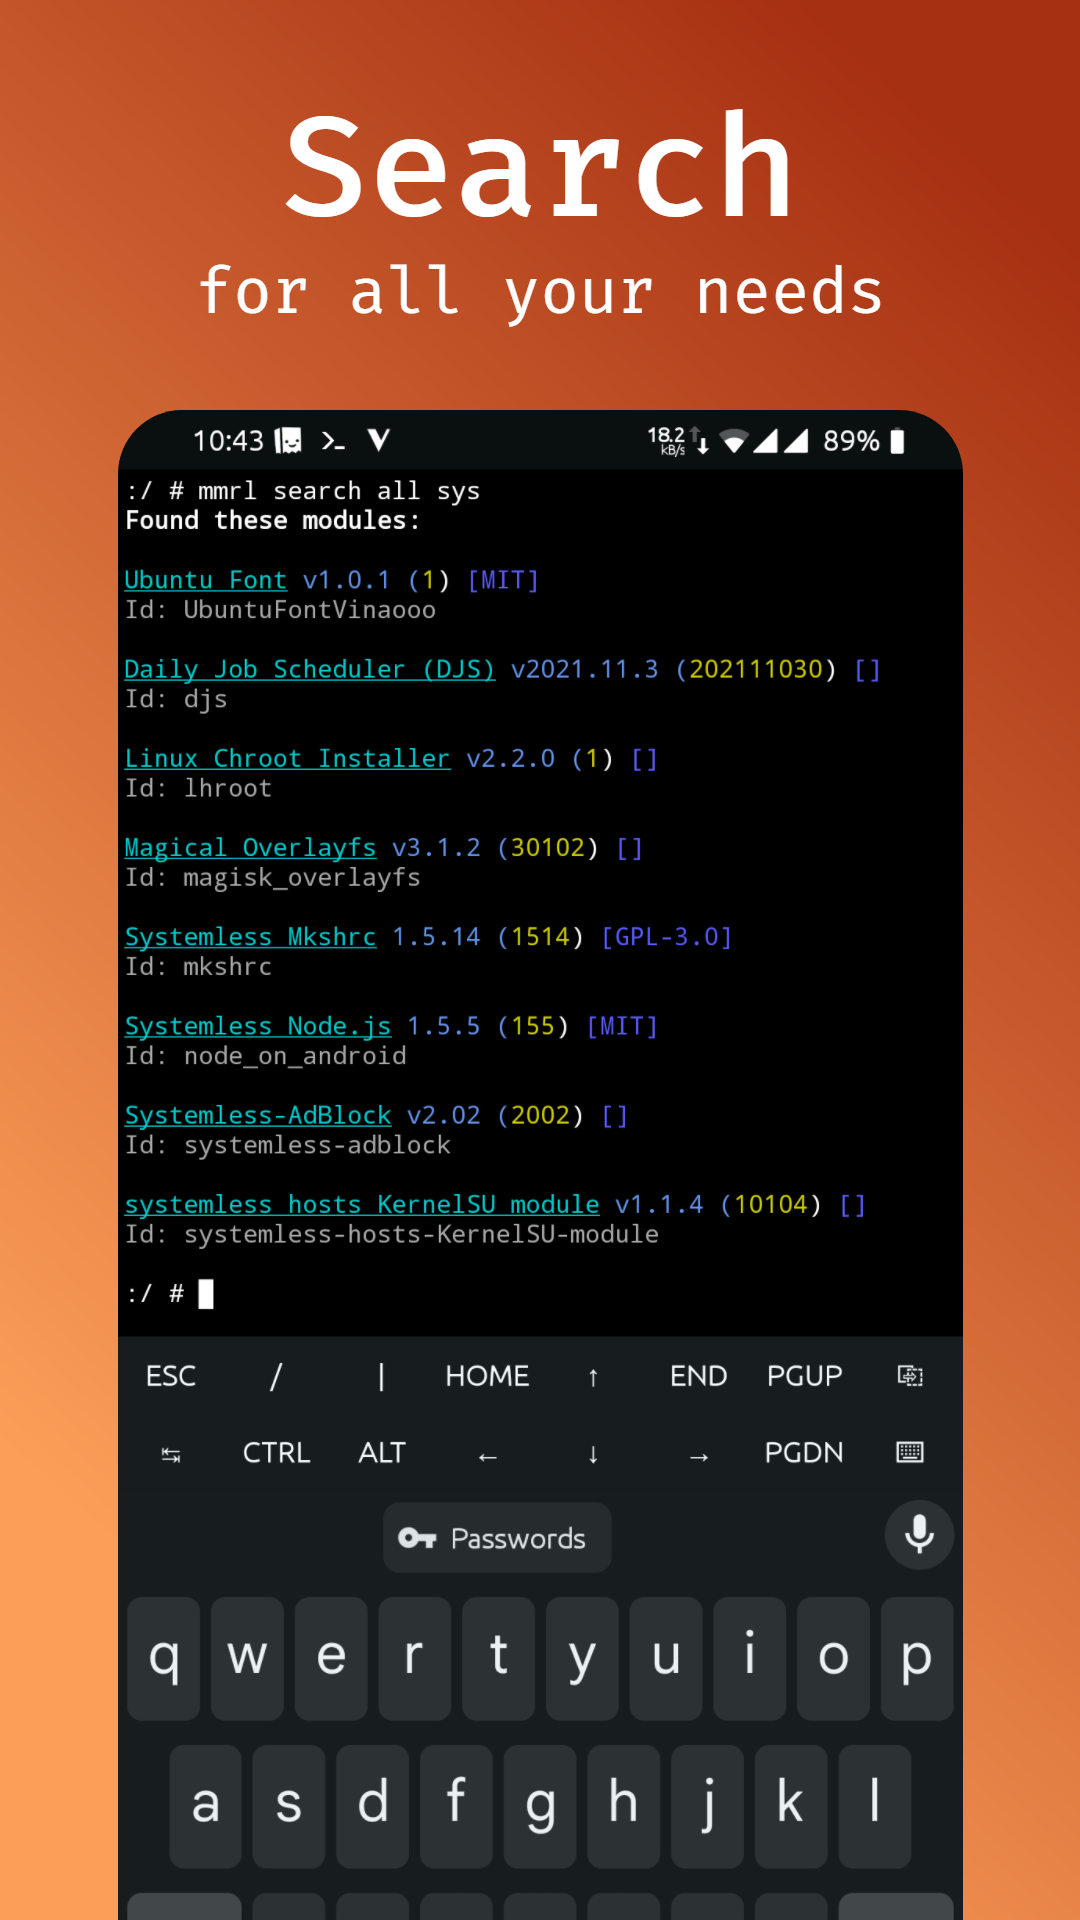 Search
for all your needs
10:43 18.2 kB/s 89%
:/ # mmrl search all sys
Found these modules:
Ubuntu Font v1.0.1 (1) [MIT]
Id: UbuntuFontVinaooo
Daily Job Scheduler (DJS) v2021.11.3 (202111030) []
Id: djs
Linux Chroot Installer v2.2.0 (1) []
Id: lhroot
Magical Overlayfs v3.1.2 (30102) []
Id: magisk_overlayfs
Systemless Mkshrc 1.5.14 (1514) [GPL-3.0]
Id: mkshrc
Systemless Node.js 1.5.5 (155) [MIT]
Id: node_on_android
Systemless-AdBlock v2.02 (2002) []
Id: systemless-adblock
systemless hosts KernelSU module v1.1.4 (10104) []
Id: systemless-hosts-KernelSU-module
:/ #
ESC / | HOME ↑ END PGUP
↹ CTRL ALT ← ↓ → PGDN
Passwords
q w e r t y u i o p
a s d f g h j k l